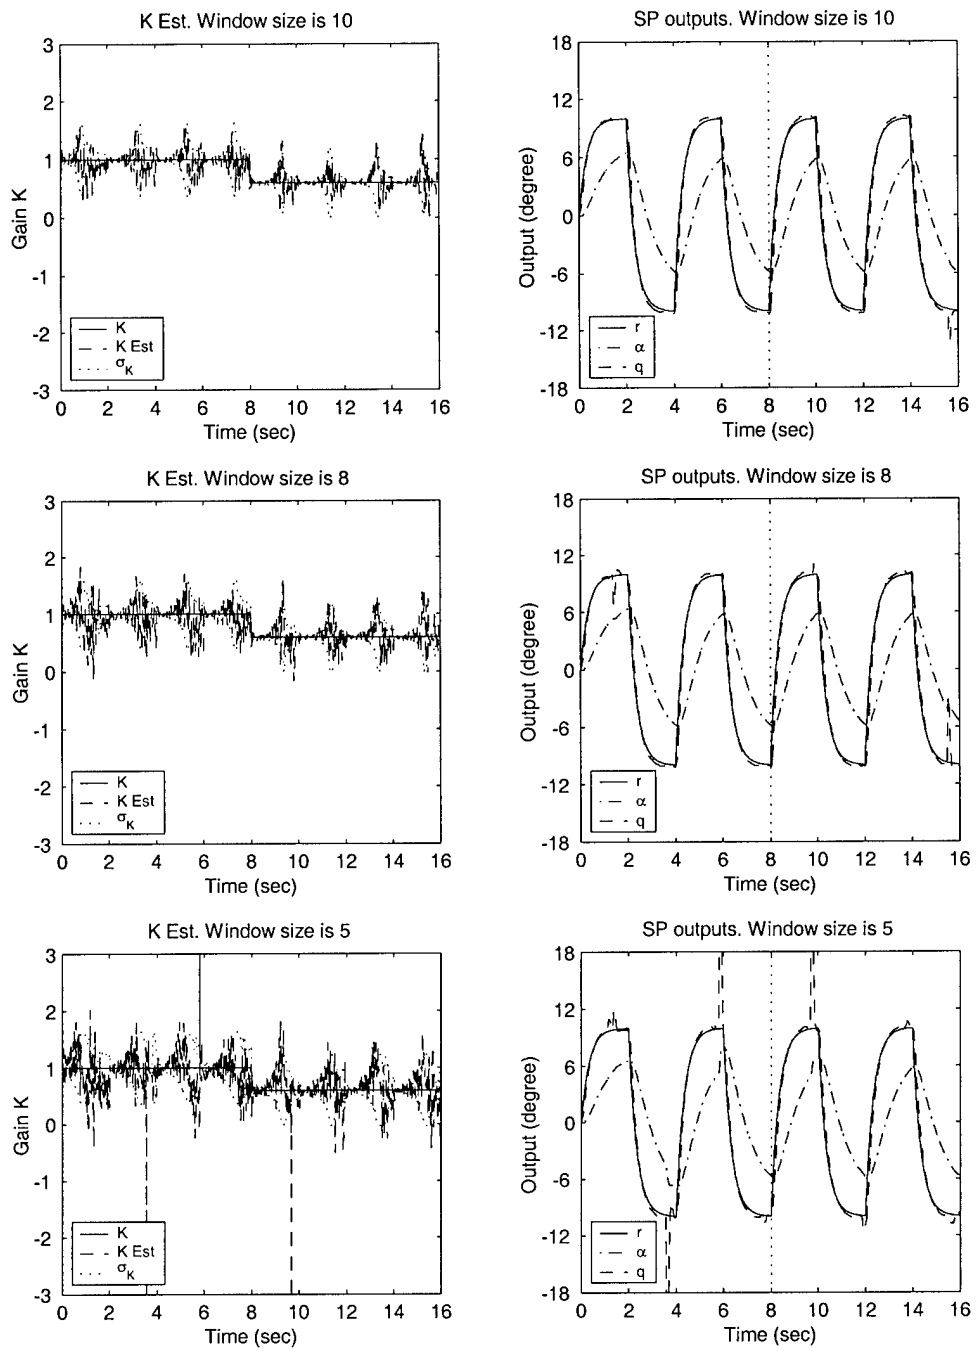 K Est. Window size is 10
3
2
1
0
-1
-2
-3
Gain K
K
K Est
σK
0 2 4 6 8 10 12 14 16
Time (sec)
SP outputs. Window size is 10
18
12
6
0
-6
-12
-18
Output (degree)
r
α
q
0 2 4 6 8 10 12 14 16
Time (sec)
K Est. Window size is 8
3
2
1
0
-1
-2
-3
Gain K
K
K Est
σK
0 2 4 6 8 10 12 14 16
Time (sec)
SP outputs. Window size is 8
18
12
6
0
-6
-12
-18
Output (degree)
r
α
q
0 2 4 6 8 10 12 14 16
Time (sec)
K Est. Window size is 5
3
2
1
0
-1
-2
-3
Gain K
K
K Est
σK
0 2 4 6 8 10 12 14 16
Time (sec)
SP outputs. Window size is 5
18
12
6
0
-6
-12
-18
Output (degree)
r
α
q
0 2 4 6 8 10 12 14 16
Time (sec)